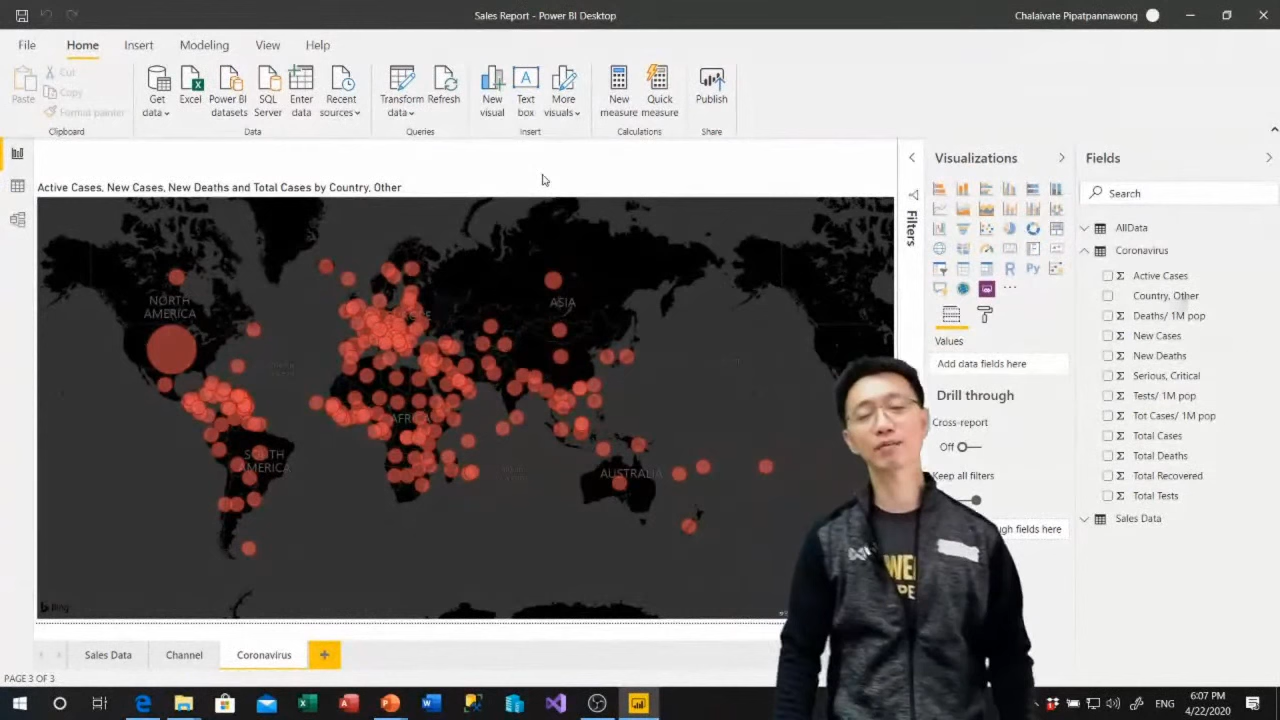 Sales Report - Power BI Desktop
Chalaivate Pipatpannawong
File Home Insert Modeling View Help
Paste
Cut
Copy
Format painter
Clipboard
Get data
Excel
Power BI datasets
SQL Server
Enter data
Recent sources
Data
Transform data
Refresh
Queries
New visual
Text box
More visuals
Insert
New measure
Quick measure
Calculations
Publish
Share
Active Cases, New Cases, New Deaths and Total Cases by Country, Other
NORTH AMERICA
ASIA
AFRICA
SOUTH AMERICA
AUSTRALIA
Filters
Visualizations
R
Py
Values
Add data fields here
Drill through
Cross-report
Off
Keep all filters
ugh fields here
Fields
Search
AllData
Coronavirus
Active Cases
Country, Other
Deaths/ 1M pop
New Cases
New Deaths
Serious, Critical
Tests/ 1M pop
Tot Cases/ 1M pop
Total Cases
Total Deaths
Total Recovered
Total Tests
Sales Data
Sales Data
Channel
Coronavirus
PAGE 3 OF 3
ENG
6:07 PM
4/22/2020